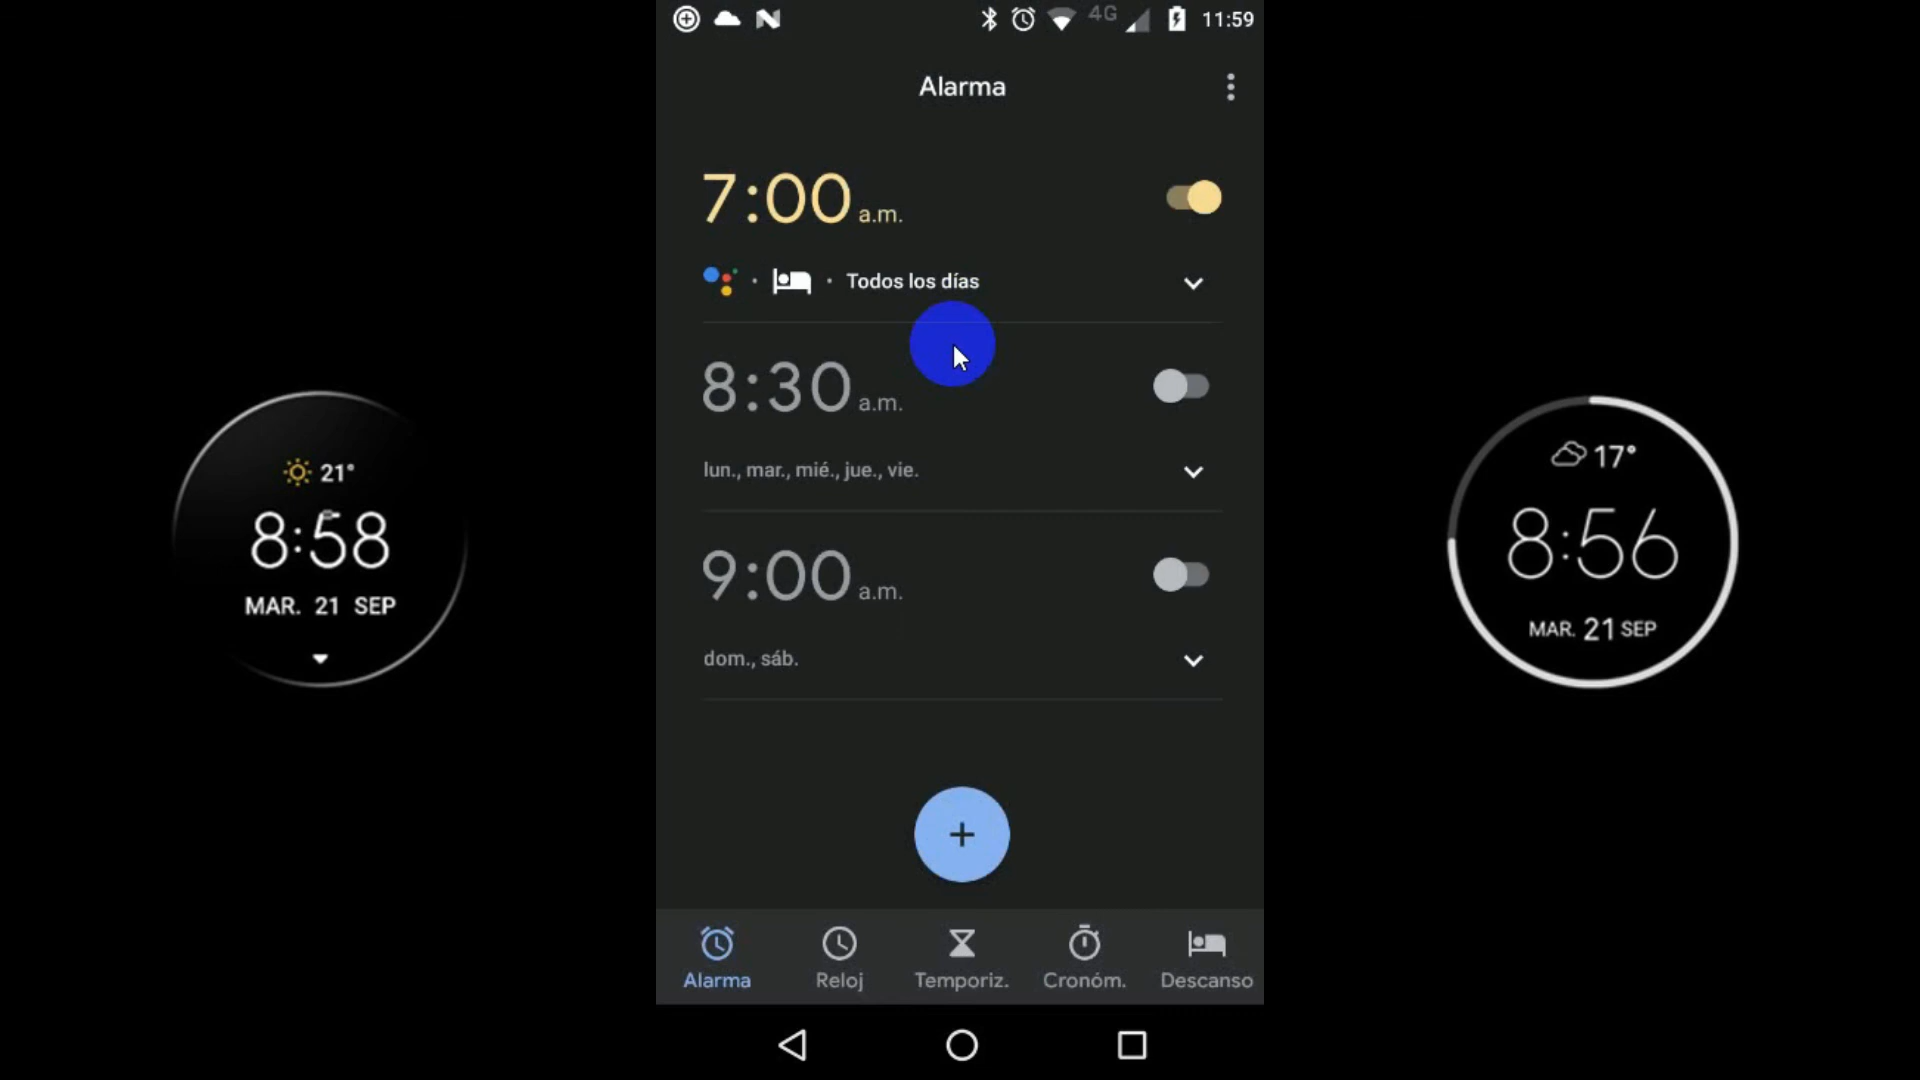 4G 11:59
Alarma
7:00 a.m.
Todos los días
8:30 a.m.
lun., mar., mié., jue., vie.
9:00 a.m.
dom., sáb.
Alarma Reloj Temporiz. Cronóm. Descanso
21°
8:58
MAR. 21 SEP
17°
8:56
MAR. 21 SEP